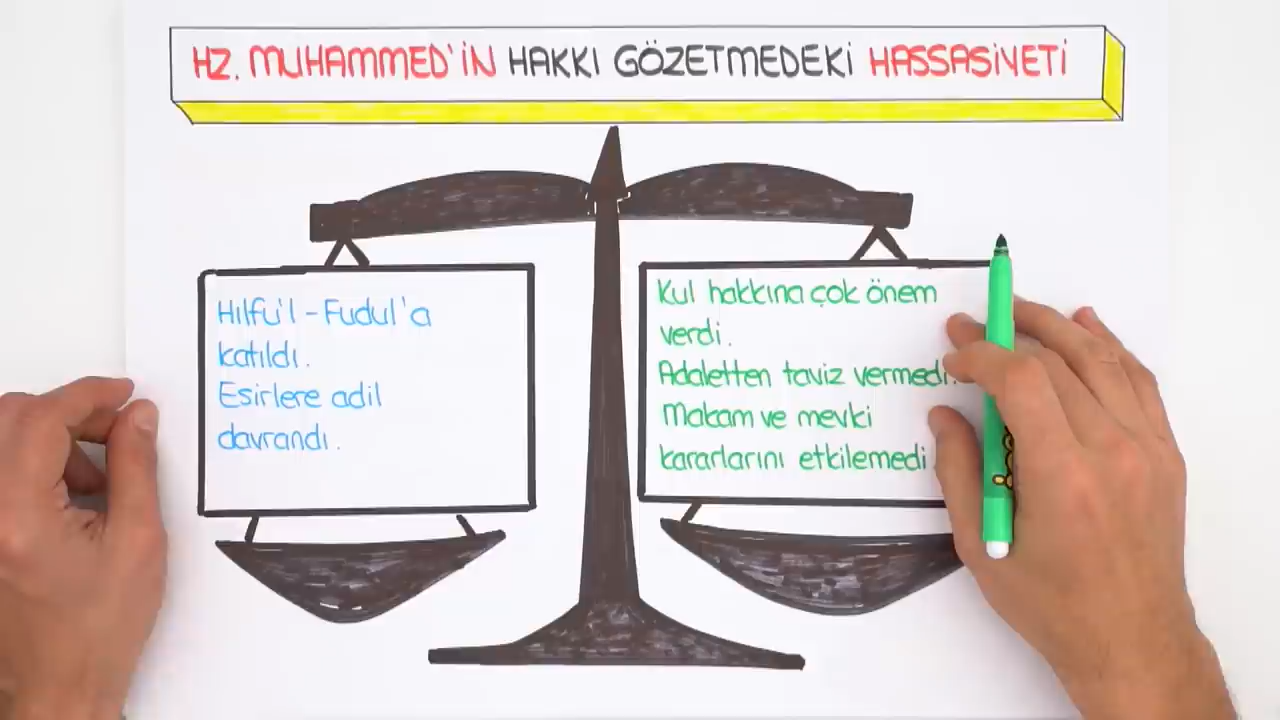 HZ. MUHAMMED'İN HAKKI GÖZETMEDEKİ HASSASİYETİ
Hılfu'l-Fudul'a
katıldı.
Esirlere adil
davrandı.
Kul hakkına çok önem
verdi.
Adaletten taviz vermedi.
Makam ve mevki
kararlarını etkilemedi.